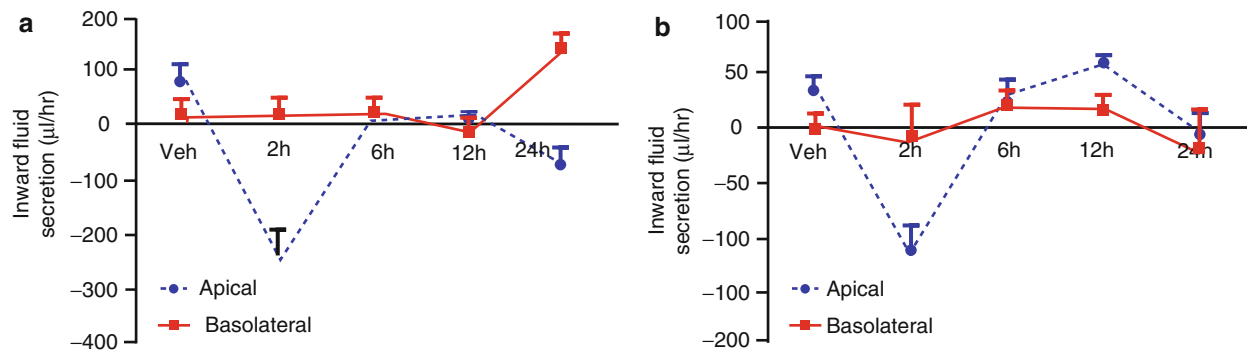 a
Inward fluid
secretion (µl/hr)
200
100
0
−100
−200
−300
−400
Veh
2h
6h
12h
24h
Apical
Basolateral
b
Inward fluid
secretion (µl/hr)
100
50
0
−50
−100
−100
−200
Veh
2h
6h
12h
24h
Apical
Basolateral